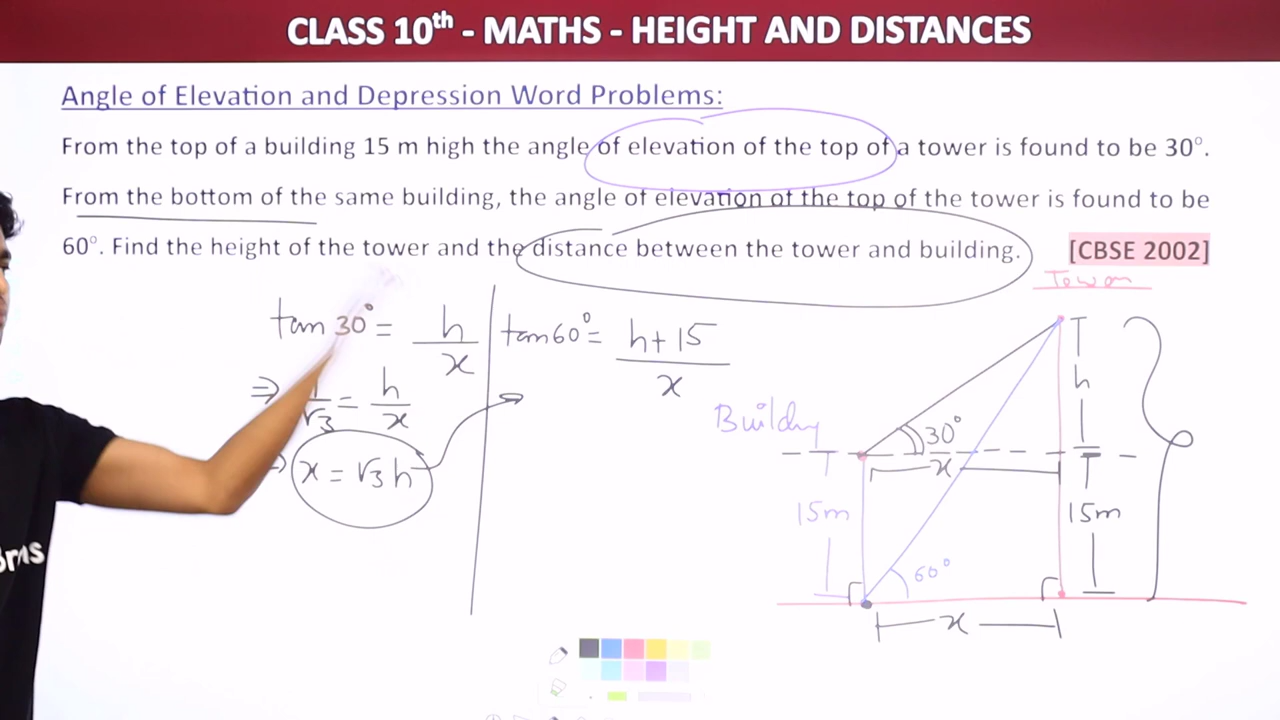 CLASS 10th - MATHS - HEIGHT AND DISTANCES
Angle of Elevation and Depression Word Problems:
From the top of a building 15 m high the angle of elevation of the top of a tower is found to be 30°.
From the bottom of the same building, the angle of elevation of the top of the tower is found to be
60°. Find the height of the tower and the distance between the tower and building. [CBSE 2002]
Tower
tan 30° = h/x
tan 60° = h+15/x
⇒ 1/√3 = h/x
⇒ x = √3 h
Building
30°
h
x
15m
15m
60°
x